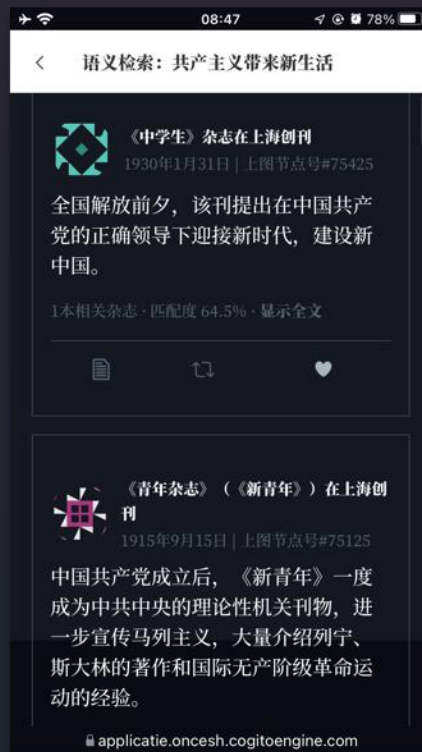 08:47
78%
语义检索：共产主义带来新生活
《中学生》杂志在上海创刊
1930年1月31日 | 上图节点号#75425
全国解放前夕，该刊提出在中国共产
党的正确领导下迎接新时代，建设新
中国。
1本相关杂志 · 匹配度 64.5% · 显示全文
《青年杂志》（《新青年》）在上海创
刊
1915年9月15日 | 上图节点号#75125
中国共产党成立后，《新青年》一度
成为中共中央的理论性机关刊物，进
一步宣传马列主义，大量介绍列宁、
斯大林的著作和国际无产阶级革命运
动的经验。
applicatie.oncesh.cogitoengine.com